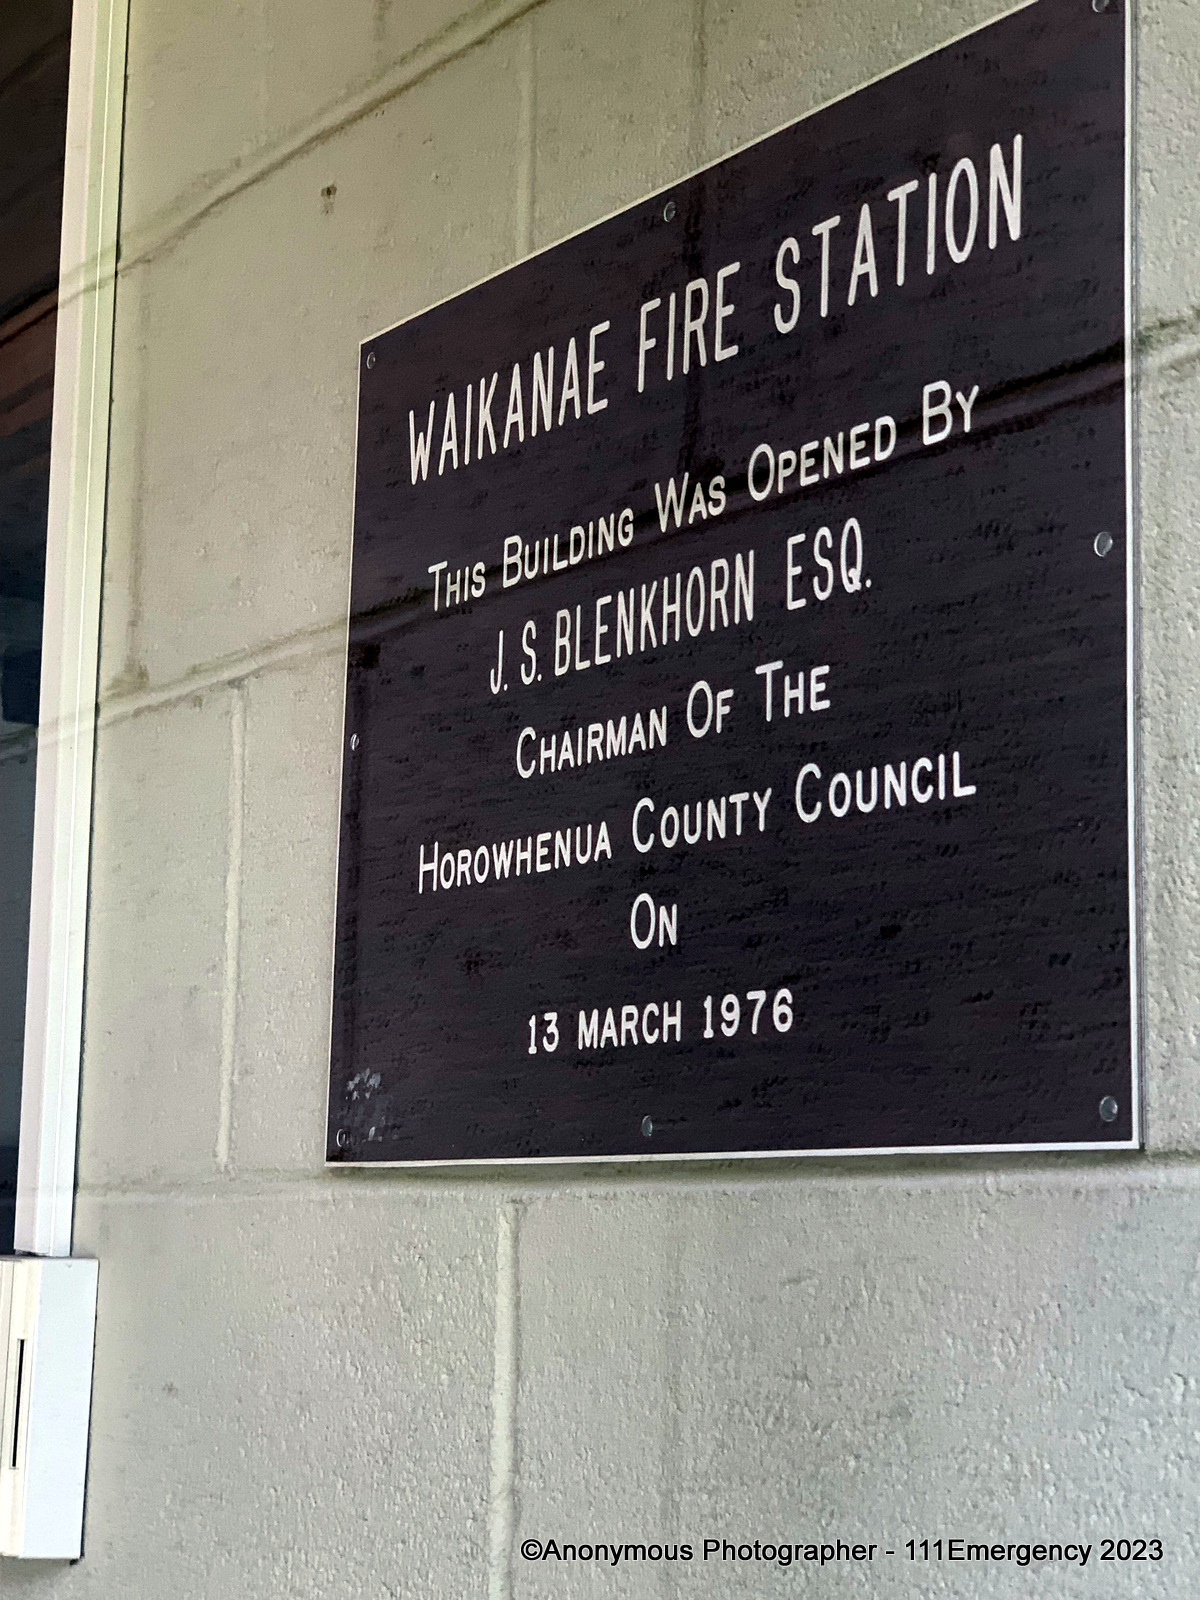 WAIKANAE FIRE STATION
THIS BUILDING WAS OPENED BY
J. S. BLENKHORN ESQ.
CHAIRMAN OF THE
HOROWHENUA COUNTY COUNCIL
ON
13 MARCH 1976
©Anonymous Photographer - 111Emergency 2023